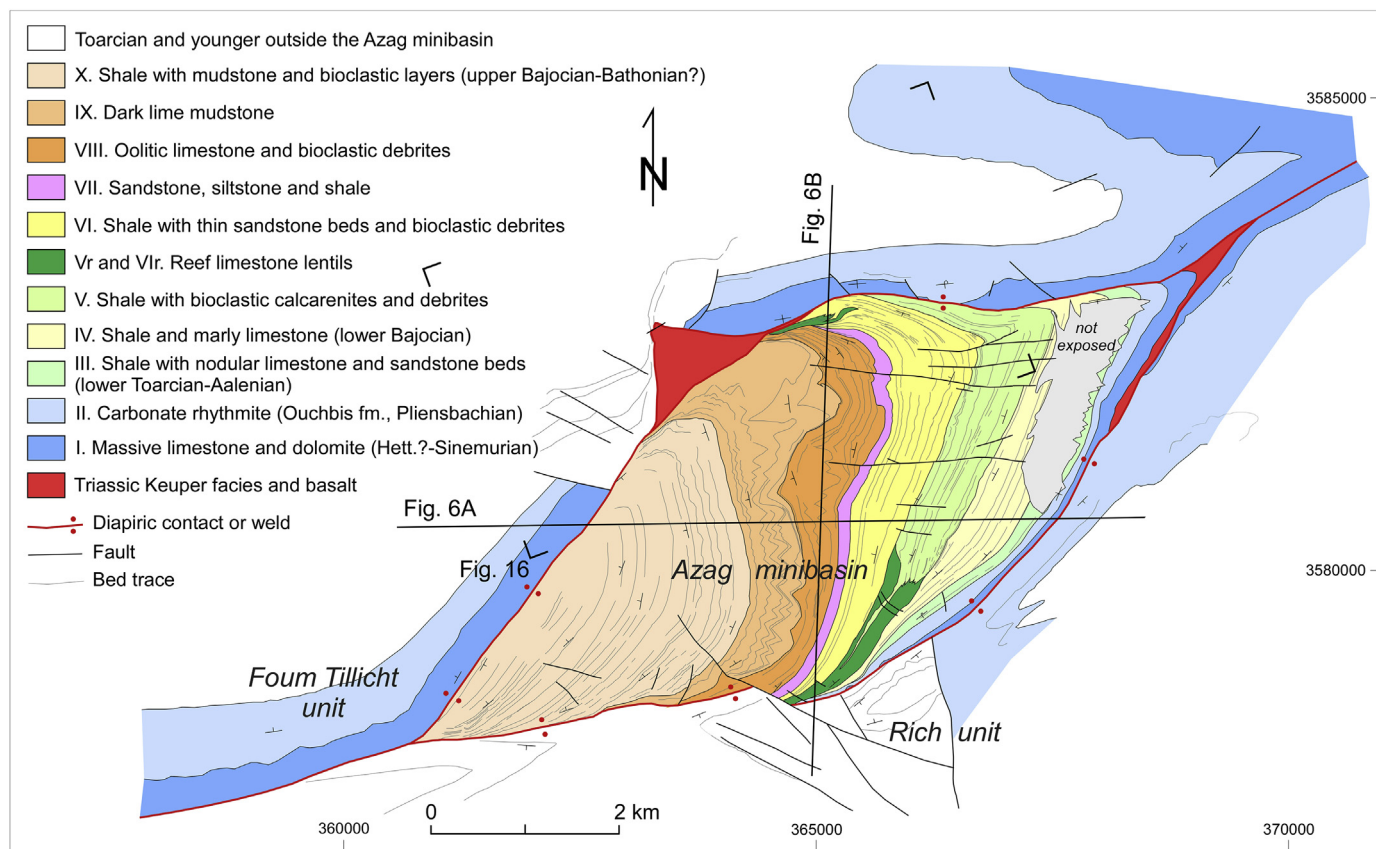 Toarcian and younger outside the Azag minibasin
X. Shale with mudstone and bioclastic layers (upper Bajocian-Bathonian?)
IX. Dark lime mudstone
VIII. Oolitic limestone and bioclastic debrites
VII. Sandstone, siltstone and shale
VI. Shale with thin sandstone beds and bioclastic debrites
Vr and VIr. Reef limestone lentils
V. Shale with bioclastic calcarenites and debrites
IV. Shale and marly limestone (lower Bajocian)
III. Shale with nodular limestone and sandstone beds
(lower Toarcian-Aalenian)
II. Carbonate rhythmite (Ouchbis fm., Pliensbachian)
I. Massive limestone and dolomite (Hett.?-Sinemurian)
Triassic Keuper facies and basalt
Diapiric contact or weld
Fault
Bed trace
N
Fig. 6B
3585000
not
exposed
Fig. 6A
Fig. 16
Azag minibasin
3580000
Foum Tillicht
unit
Rich unit
0 2 km
360000
365000
370000